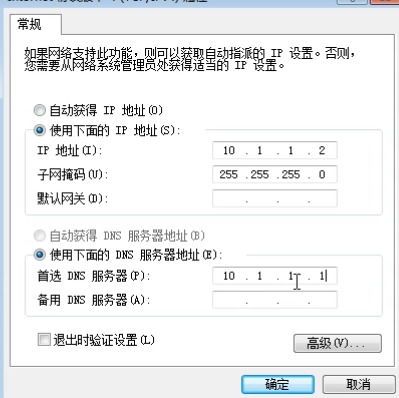 常规
如果网络支持此功能，则可以获取自动指派的 IP 设置。否则，
您需要从网络系统管理员处获得适当的 IP 设置。
自动获得 IP 地址(O)
使用下面的 IP 地址(S):
IP 地址(I): 10 . 1 . 1 . 2
子网掩码(U): 255 .255 .255 . 0
默认网关(D): . . .
自动获得 DNS 服务器地址(B)
使用下面的 DNS 服务器地址(E):
首选 DNS 服务器(P): 10 . 1 . 1 . 1
备用 DNS 服务器(A): . . .
退出时验证设置(L)
高级(V)...
确定 取消